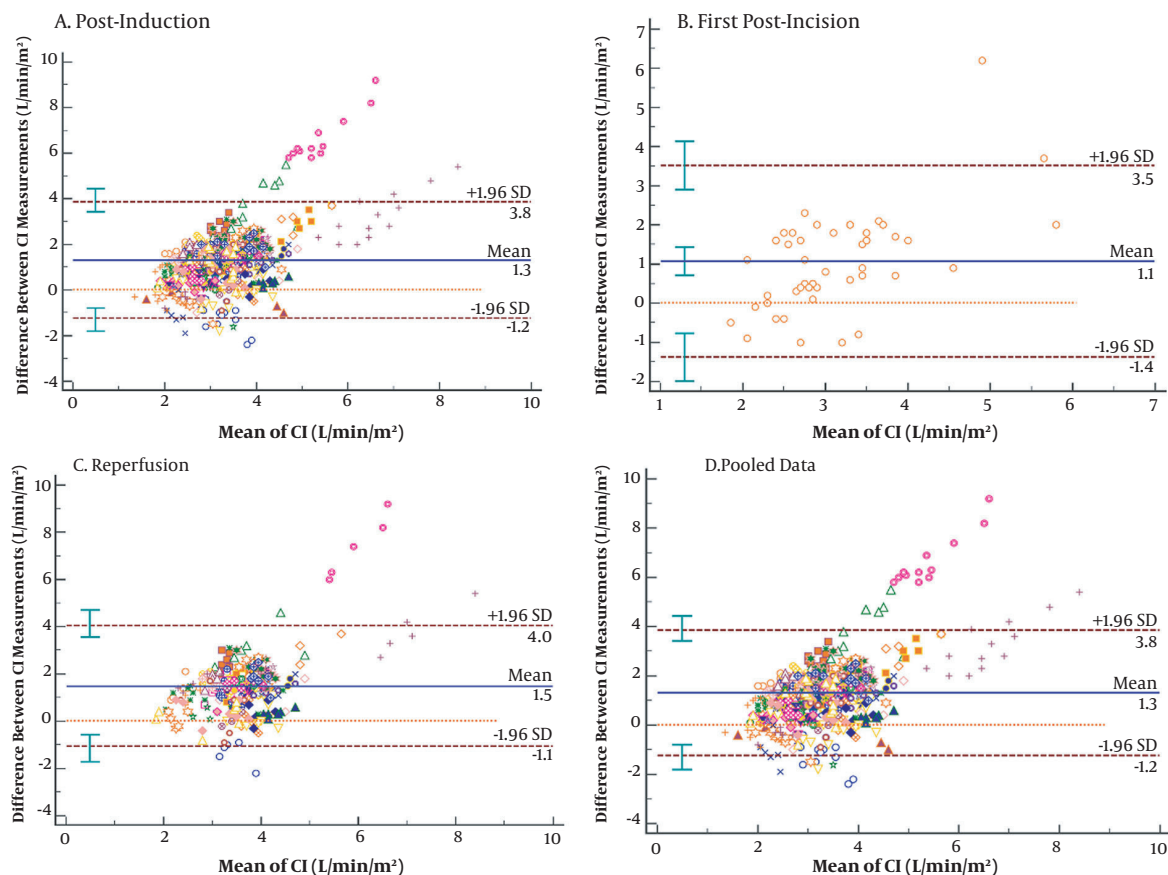 A. Post-Induction
Difference Between CI Measurements (L/min/m²)
10
8
6
4
2
0
-2
-4
+1.96 SD
3.8
Mean
1.3
-1.96 SD
-1.2
0 2 4 6 8 10
Mean of CI (L/min/m²)
B. First Post-Incision
Difference Between CI Measurements (L/min/m²)
7
6
5
4
3
2
1
0
-1
-2
+1.96 SD
3.5
Mean
1.1
-1.96 SD
-1.4
1 2 3 4 5 6 7
Mean of CI (L/min/m²)
C. Reperfusion
Difference Between CI Measurements (L/min/m²)
10
8
6
4
2
0
-2
-4
+1.96 SD
4.0
Mean
1.5
-1.96 SD
-1.1
0 2 4 6 8 10
Mean of CI (L/min/m²)
D.Pooled Data
Difference Between CI Measurements (L/min/m²)
10
8
6
4
2
0
-2
-4
+1.96 SD
3.8
Mean
1.3
-1.96 SD
-1.2
0 2 4 6 8 10
Mean of CI (L/min/m²)